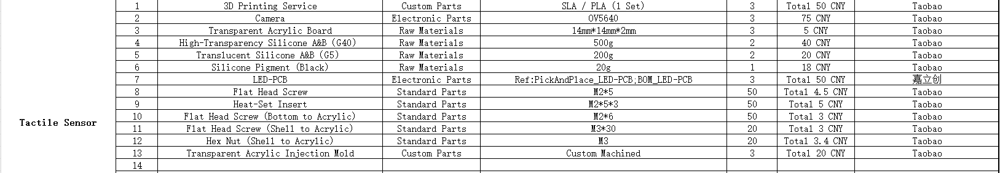 1 3D Printing Service Custom Parts SLA / PLA (1 Set) 3 Total 50 CNY Taobao
2 Camera Electronic Parts OV5640 3 75 CNY Taobao
3 Transparent Acrylic Board Raw Materials 14mm*14mm*2mm 3 5 CNY Taobao
4 High-Transparency Silicone A&B (G40) Raw Materials 500g 2 40 CNY Taobao
5 Translucent Silicone A&B (G5) Raw Materials 200g 2 20 CNY Taobao
6 Silicone Pigment (Black) Raw Materials 20g 1 18 CNY Taobao
7 LED-PCB Electronic Parts Ref:PickAndPlace_LED-PCB;BOM_LED-PCB 3 Total 50 CNY 嘉立创
8 Flat Head Screw Standard Parts M2*5 50 Total 4.5 CNY Taobao
9 Heat-Set Insert Standard Parts M2*5*3 50 Total 5 CNY Taobao
Tactile Sensor 10 Flat Head Screw (Bottom to Acrylic) Standard Parts M2*6 50 Total 3 CNY Taobao
11 Flat Head Screw (Shell to Acrylic) Standard Parts M3*30 20 Total 3 CNY Taobao
12 Hex Nut (Shell to Acrylic) Standard Parts M3 20 Total 3.4 CNY Taobao
13 Transparent Acrylic Injection Mold Custom Parts Custom Machined 3 Total 20 CNY Taobao
14